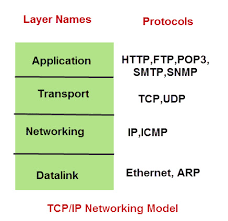 Layer Names Protocols
Application HTTP,FTP,POP3,
SMTP,SNMP
Transport TCP,UDP
Networking IP,ICMP
Datalink Ethernet, ARP
TCP/IP Networking Model